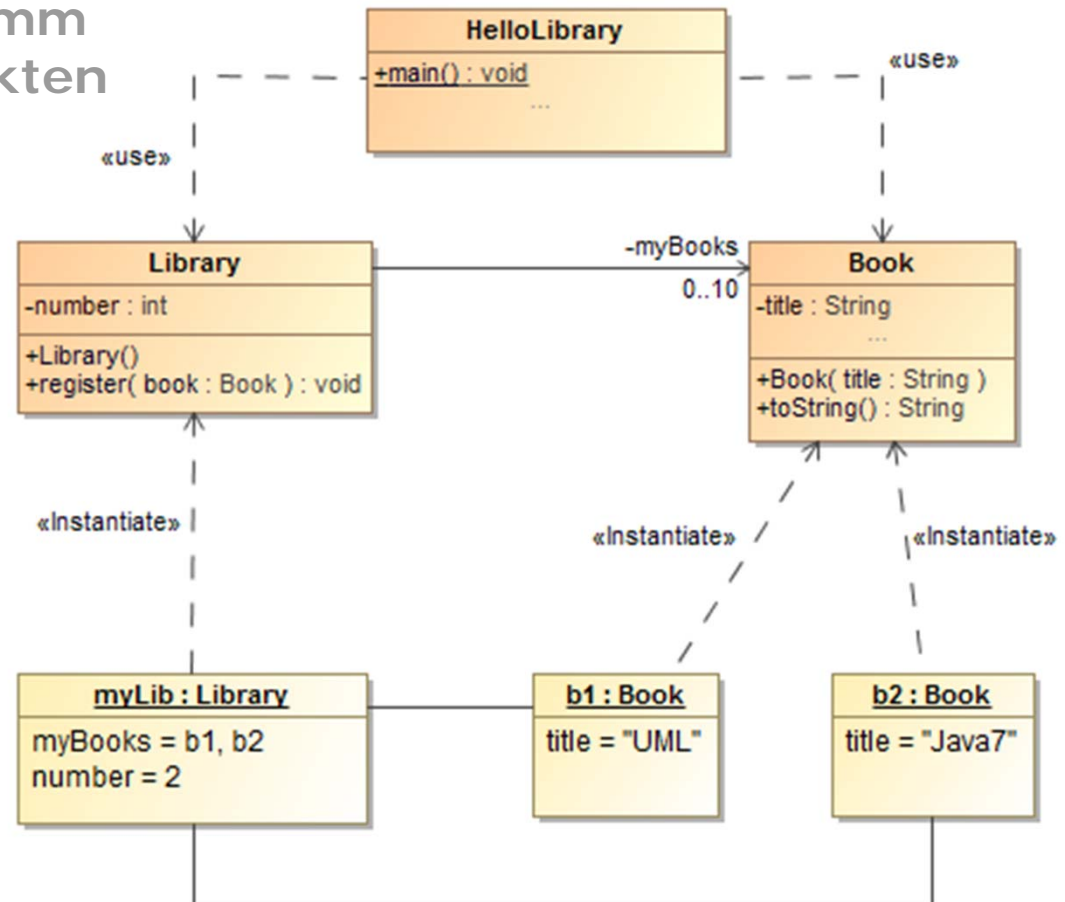 mm
kten
HelloLibrary
+main() : void
...
«use»
«use»
Library
-number : int
+Library()
+register( book : Book ) : void
-myBooks
0..10
Book
-title : String
...
+Book( title : String )
+toString() : String
«Instantiate»
«Instantiate»
«Instantiate»
myLib : Library
myBooks = b1, b2
number = 2
b1 : Book
title = "UML"
b2 : Book
title = "Java7"